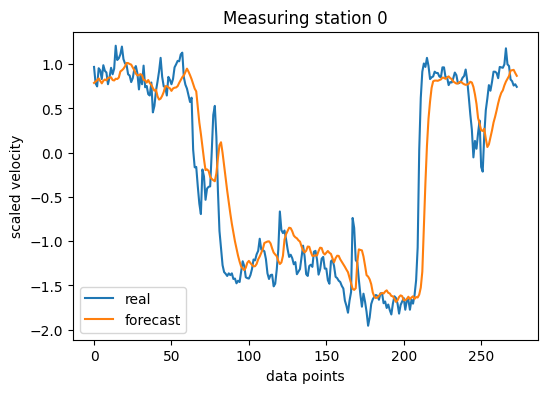 Measuring station 0
scaled velocity
1.0
0.5
0.0
−0.5
−1.0
−1.5
−2.0
real
forecast
0
50
100
150
200
250
data points